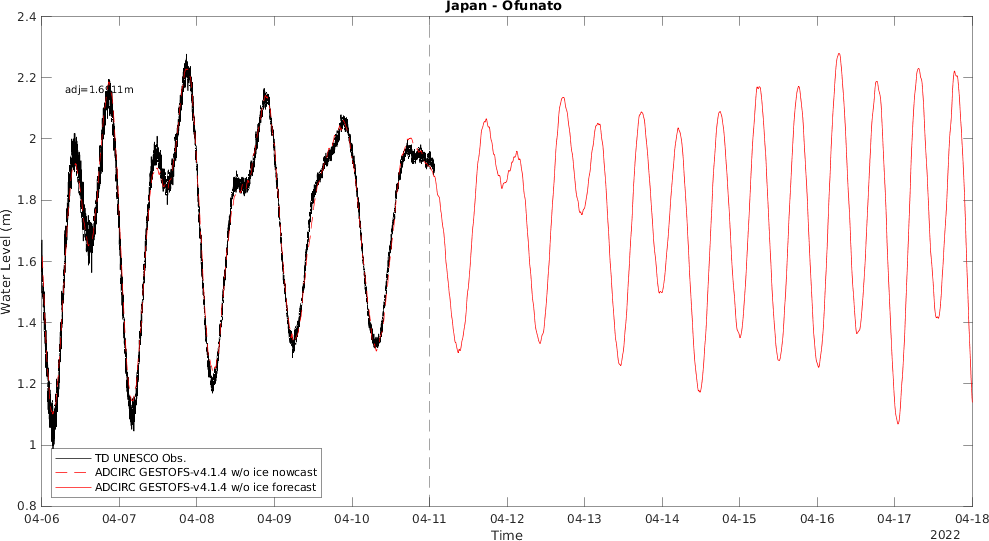 Japan - Ofunato
2.4
2.2
2
1.8
1.6
1.4
1.2
1
0.8
Water Level (m)
TD UNESCO Obs.
ADCIRC GESTOFS-v4.1.4 w/o ice nowcast
ADCIRC GESTOFS-v4.1.4 w/o ice forecast
04-06 04-07 04-08 04-09 04-10 04-11 04-12 04-13 04-14 04-15 04-16 04-17 04-18
Time
2022